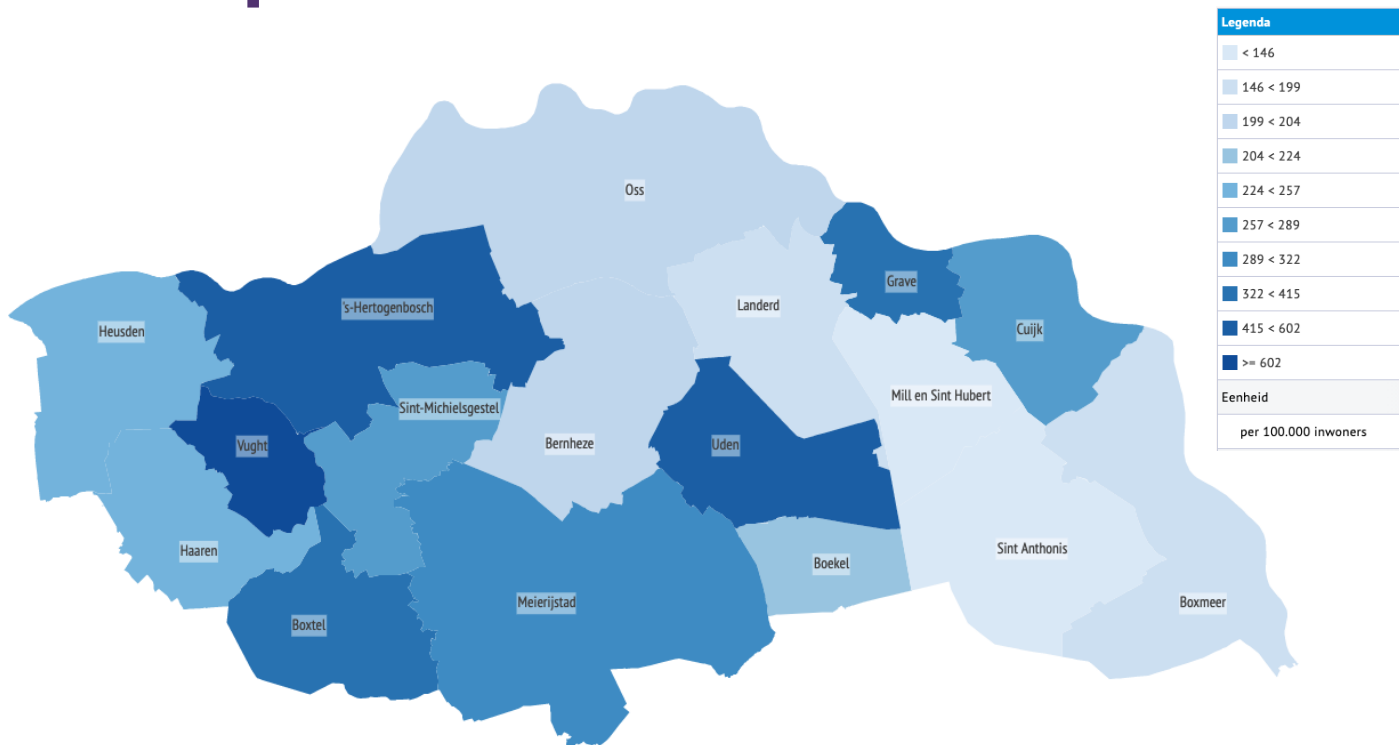 Legenda
< 146
146 < 199
199 < 204
204 < 224
224 < 257
257 < 289
289 < 322
322 < 415
415 < 602
>= 602
Eenheid
per 100.000 inwoners
Oss
Grave
Landerd
's-Hertogenbosch
Heusden
Cuijk
Mill en Sint Hubert
Sint-Michielsgestel
Vught
Bernheze
Uden
Haaren
Sint Anthonis
Boekel
Meierijstad
Boxmeer
Boxtel